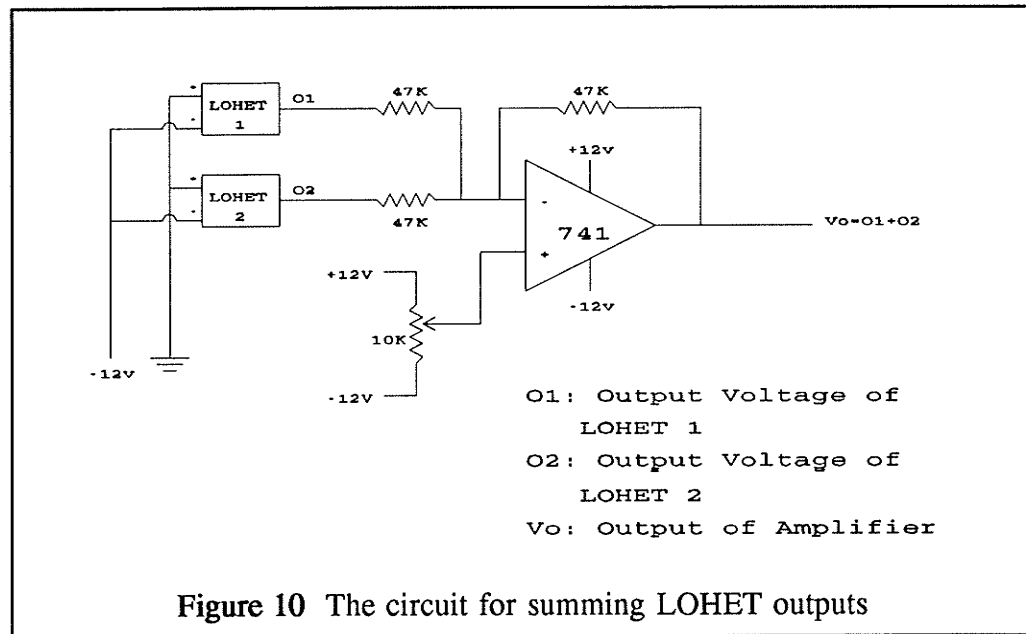 +
LOHET
1
-
O1
47K
47K
+12V
+
LOHET
2
-
O2
47K
-
741
+
Vo=O1+O2
+12V
-12V
10K
-12V
-12V
O1: Output Voltage of
LOHET 1
O2: Output Voltage of
LOHET 2
Vo: Output of Amplifier
Figure 10 The circuit for summing LOHET outputs